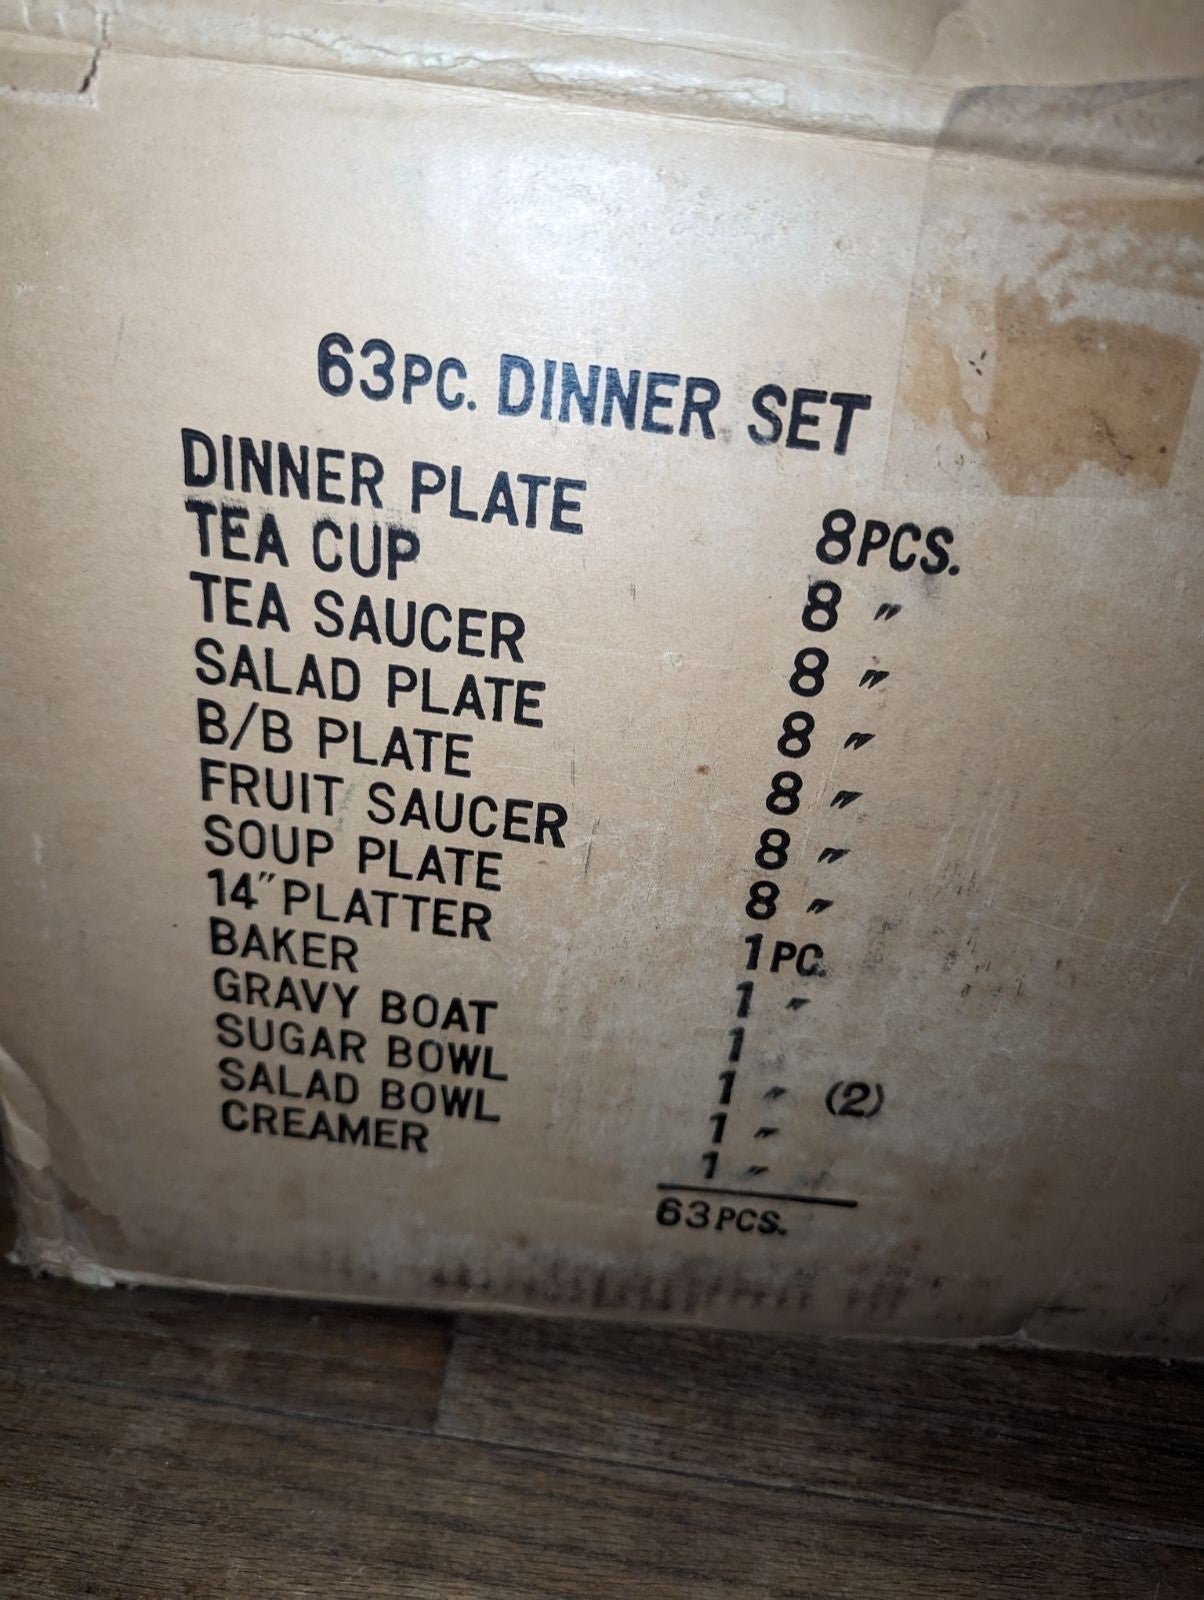 63PC. DINNER SET
DINNER PLATE 8PCS.
TEA CUP 8 〃
TEA SAUCER 8 〃
SALAD PLATE 8 〃
B/B PLATE 8 〃
FRUIT SAUCER 8 〃
SOUP PLATE 8 〃
14" PLATTER 1PC.
BAKER 1 〃
GRAVY BOAT 1
SUGAR BOWL 1 〃 (2)
SALAD BOWL 1 〃
CREAMER 1 〃
63PCS.